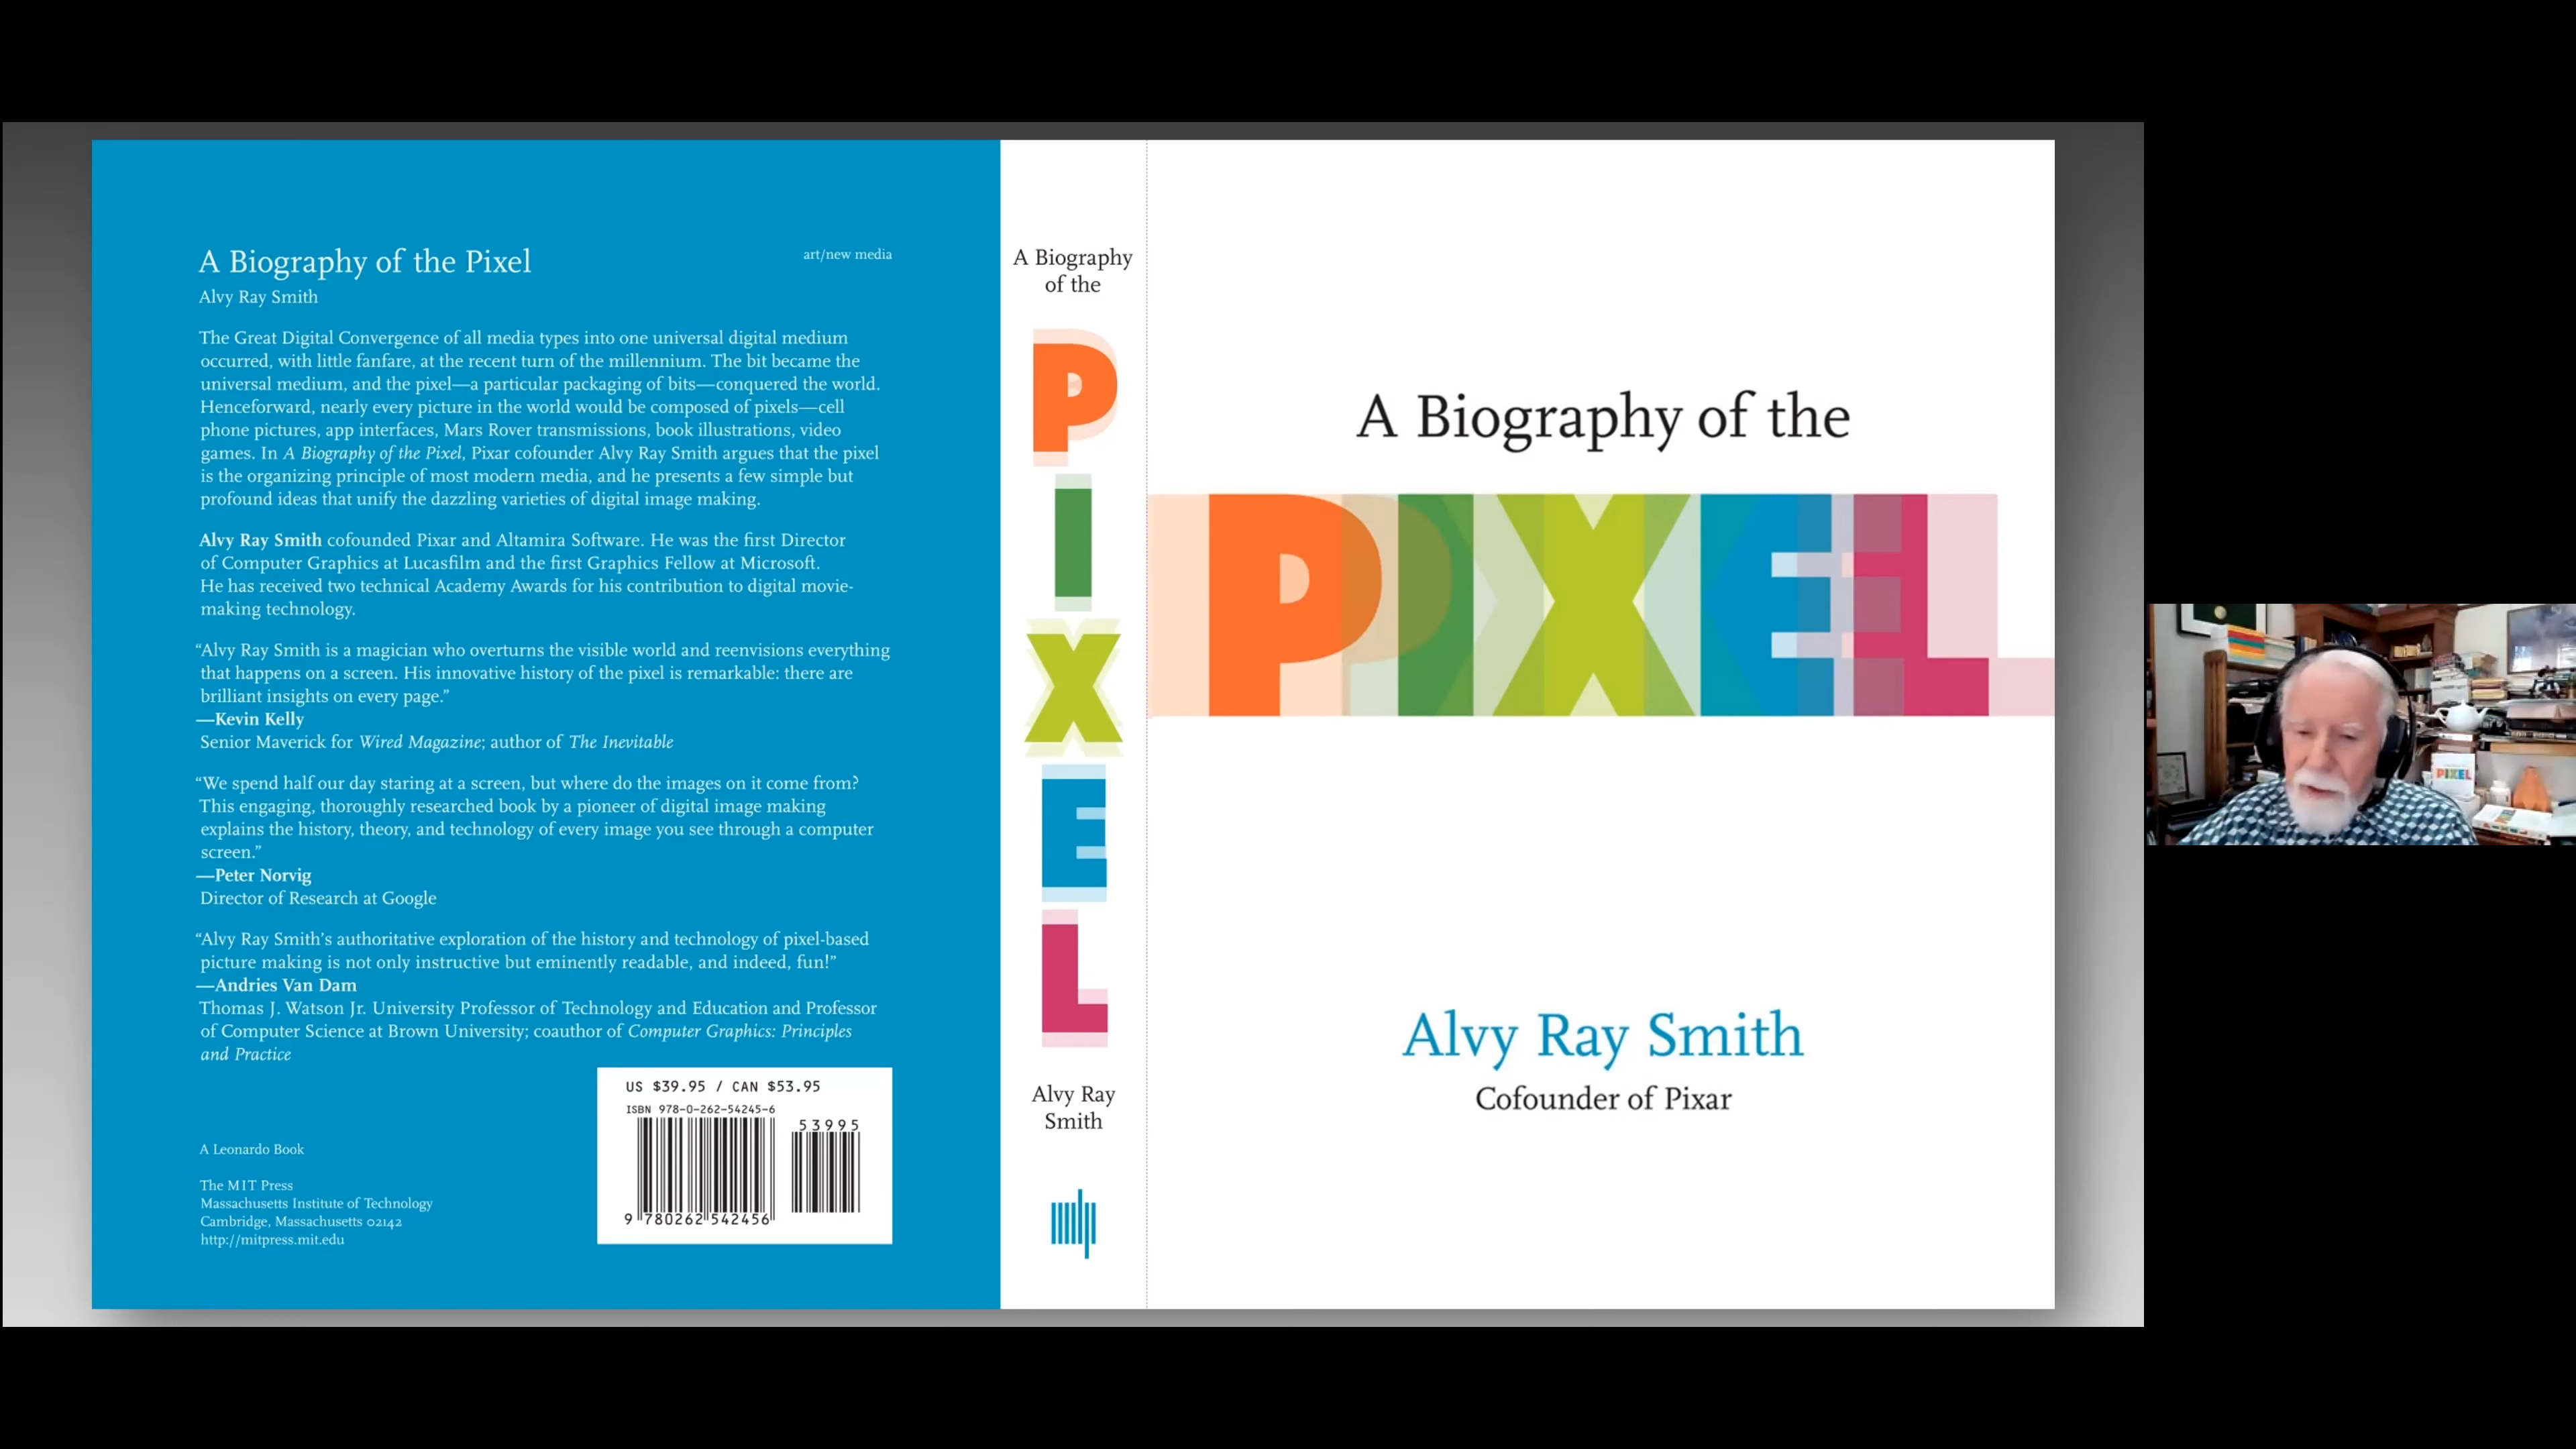 A Biography of the Pixel
art/new media
Alvy Ray Smith
The Great Digital Convergence of all media types into one universal digital medium
occurred, with little fanfare, at the recent turn of the millennium. The bit became the
universal medium, and the pixel—a particular packaging of bits—conquered the world.
Henceforward, nearly every picture in the world would be composed of pixels—cell
phone pictures, app interfaces, Mars Rover transmissions, book illustrations, video
games. In A Biography of the Pixel, Pixar cofounder Alvy Ray Smith argues that the pixel
is the organizing principle of most modern media, and he presents a few simple but
profound ideas that unify the dazzling varieties of digital image making.
Alvy Ray Smith cofounded Pixar and Altamira Software. He was the first Director
of Computer Graphics at Lucasfilm and the first Graphics Fellow at Microsoft.
He has received two technical Academy Awards for his contribution to digital movie-
making technology.
“Alvy Ray Smith is a magician who overturns the visible world and reenvisions everything
that happens on a screen. His innovative history of the pixel is remarkable: there are
brilliant insights on every page.”
—Kevin Kelly
Senior Maverick for Wired Magazine; author of The Inevitable
“We spend half our day staring at a screen, but where do the images on it come from?
This engaging, thoroughly researched book by a pioneer of digital image making
explains the history, theory, and technology of every image you see through a computer
screen.”
—Peter Norvig
Director of Research at Google
“Alvy Ray Smith’s authoritative exploration of the history and technology of pixel-based
picture making is not only instructive but eminently readable, and indeed, fun!”
—Andries Van Dam
Thomas J. Watson Jr. University Professor of Technology and Education and Professor
of Computer Science at Brown University; coauthor of Computer Graphics: Principles
and Practice
US $39.95 / CAN $53.95
ISBN 978-0-262-54245-6
53995
9 780262 542456
A Leonardo Book
The MIT Press
Massachusetts Institute of Technology
Cambridge, Massachusetts 02142
http://mitpress.mit.edu
A Biography
of the
PIXEL
Alvy Ray
Smith
A Biography of the
PIXEL
Alvy Ray Smith
Cofounder of Pixar
PIXEL